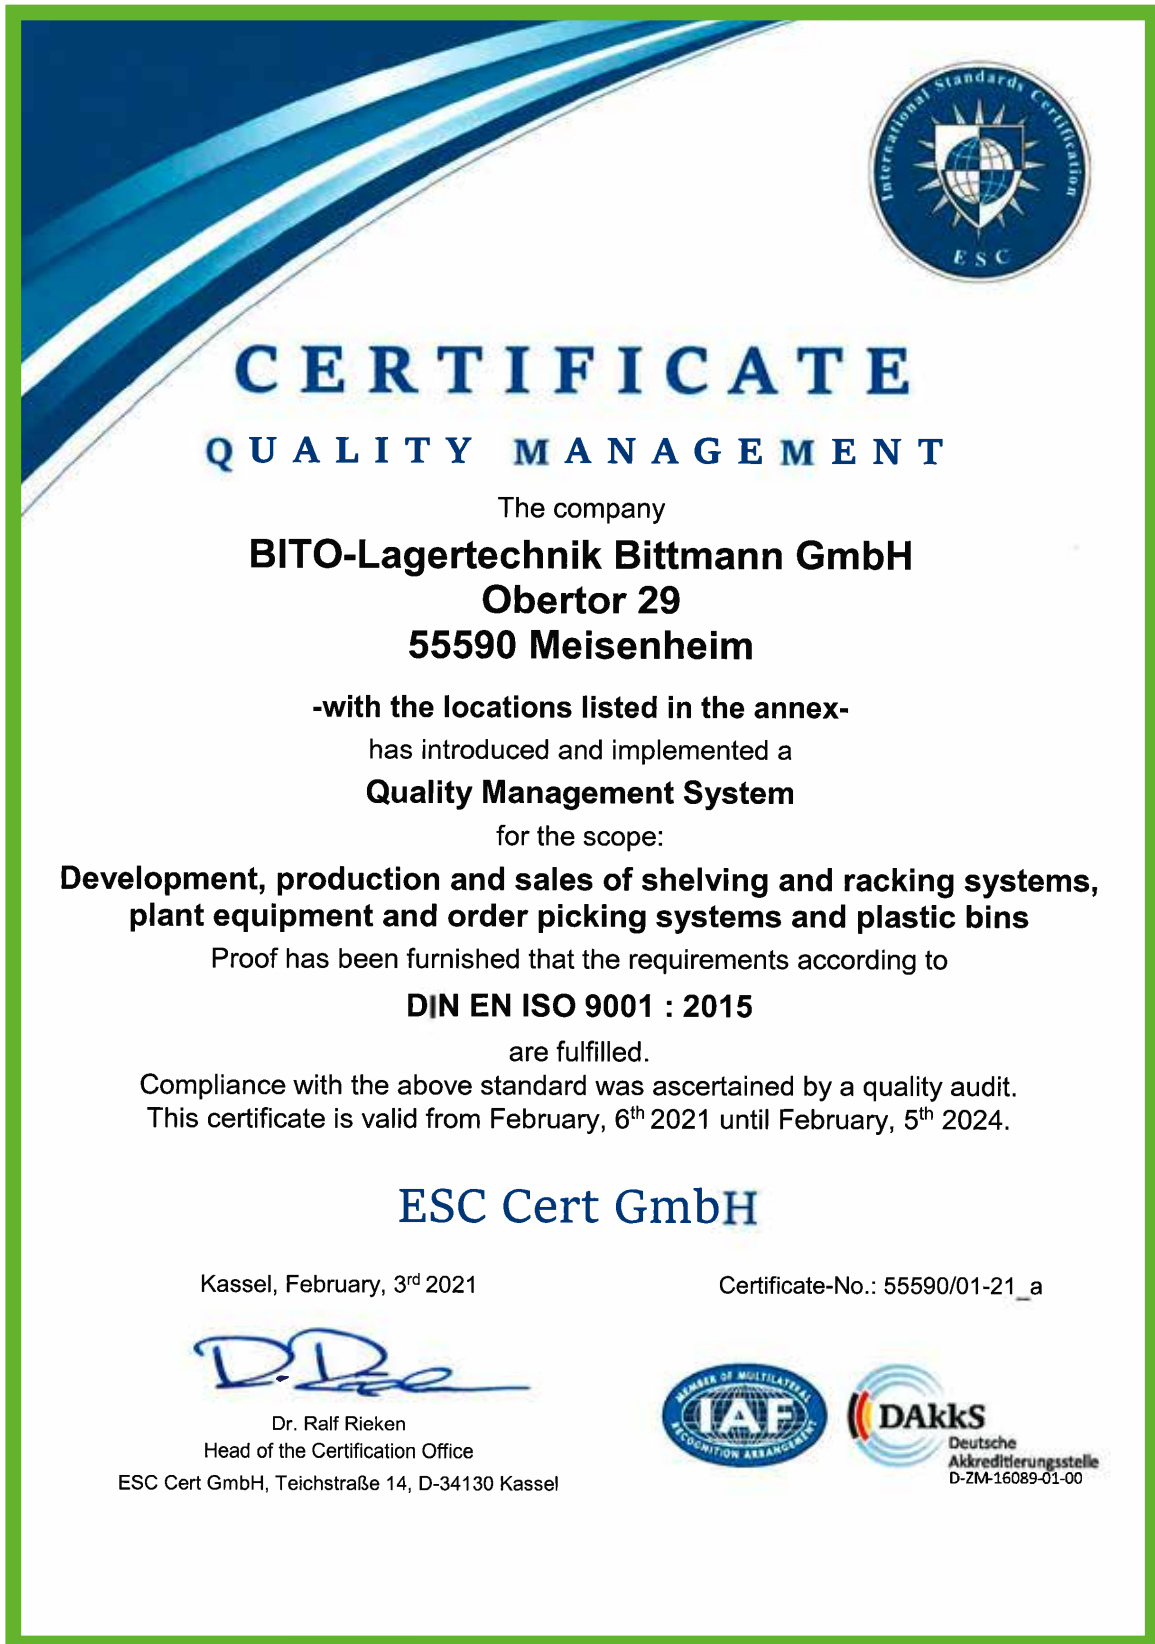 International Standards Certification
ESC
CERTIFICATE
QUALITY MANAGEMENT
The company
BITO-Lagertechnik Bittmann GmbH
Obertor 29
55590 Meisenheim
-with the locations listed in the annex-
has introduced and implemented a
Quality Management System
for the scope:
Development, production and sales of shelving and racking systems,
plant equipment and order picking systems and plastic bins
Proof has been furnished that the requirements according to
DIN EN ISO 9001 : 2015
are fulfilled.
Compliance with the above standard was ascertained by a quality audit.
This certificate is valid from February, 6th 2021 until February, 5th 2024.
ESC Cert GmbH
Kassel, February, 3rd 2021
Certificate-No.: 55590/01-21_a
Dr. Ralf Rieken
Head of the Certification Office
ESC Cert GmbH, Teichstraße 14, D-34130 Kassel
MEMBER OF MULTILATERAL
IAF
RECOGNITION ARRANGEMENT
DAkkS
Deutsche
Akkreditierungsstelle
D-ZM-16089-01-00